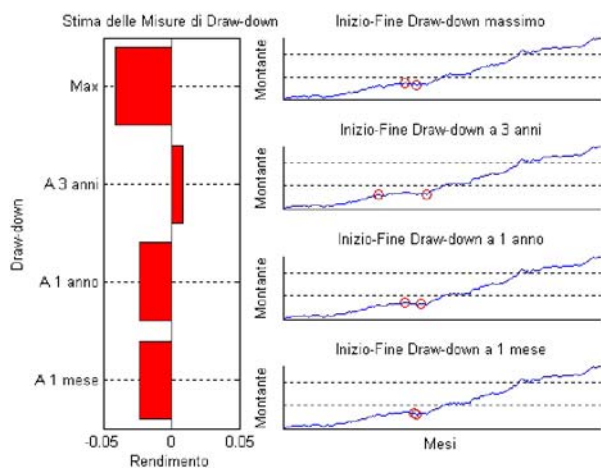 Stima delle Misure di Draw-down
Draw-down
Max
A 3 anni
A 1 anno
A 1 mese
-0.05 0 0.05
Rendimento
Inizio-Fine Draw-down massimo
Montante
Inizio-Fine Draw-down a 3 anni
Montante
Inizio-Fine Draw-down a 1 anno
Montante
Inizio-Fine Draw-down a 1 mese
Montante
Mesi